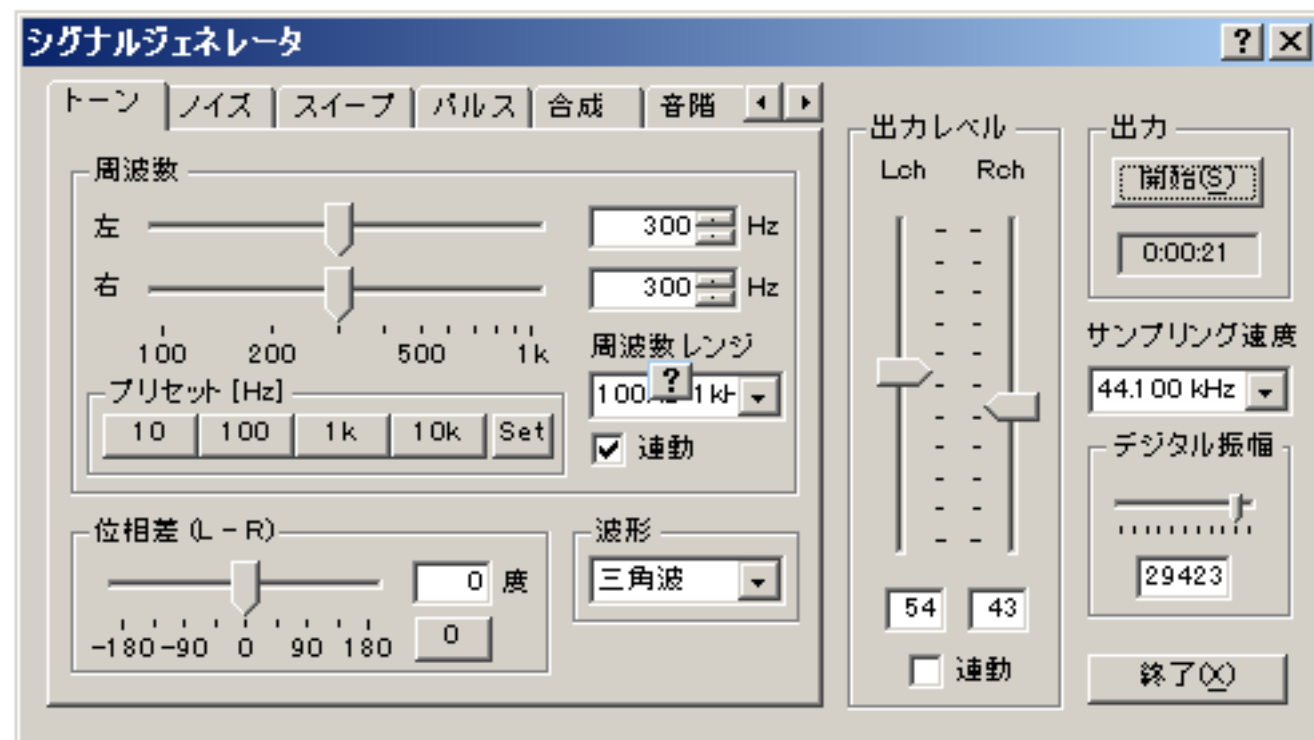 シグナルジェネレータ
?
トーン ノイズ スイープ パルス 合成 音階
周波数
左 300 Hz
右 300 Hz
100 200 500 1k
周波数レンジ
100 1k
?
連動
プリセット [Hz]
10 100 1k 10k Set
位相差 (L - R)
0 度
-180 -90 0 90 180
0
波形
三角波
出力レベル
Lch Rch
54 43
連動
出力
開始(S)
0:00:21
サンプリング速度
44.100 kHz
デジタル振幅
29423
終了(X)